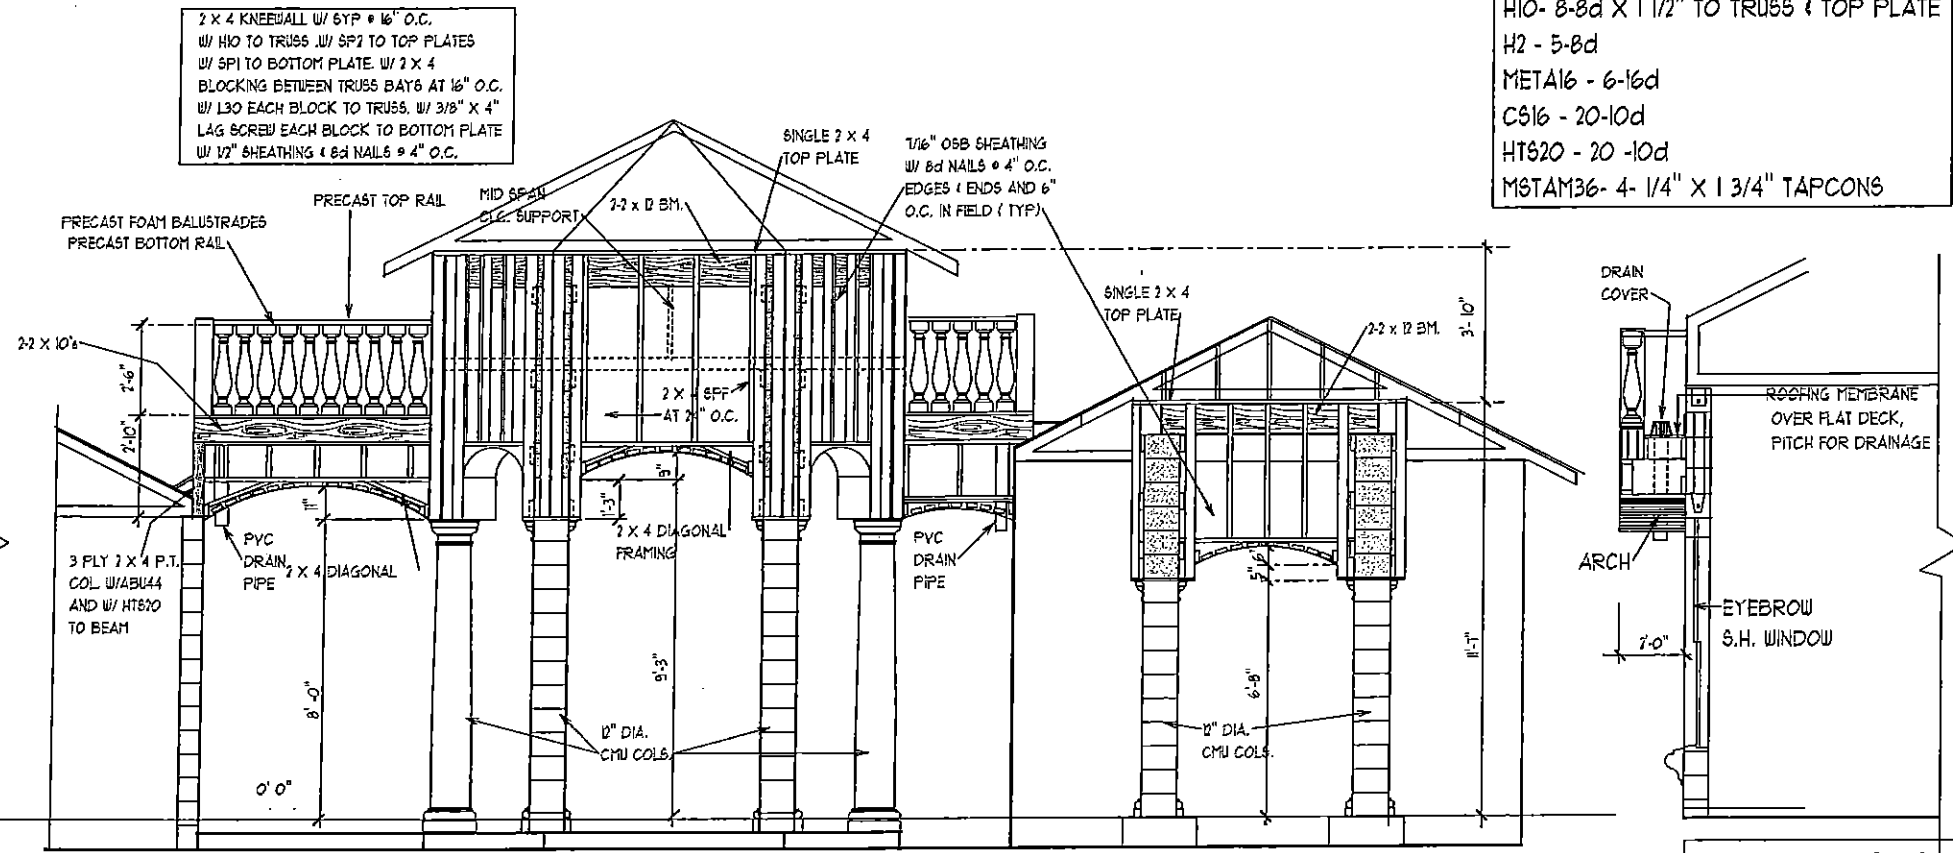 2 X 4 KNEEWALL W/ SYP @ 16" O.C.
W/ H10 TO TRUSS .W/ SP2 TO TOP PLATES
W/ SP1 TO BOTTOM PLATE. W/ 2 X 4
BLOCKING BETWEEN TRUSS BAYS AT 16" O.C.
W/ L30 EACH BLOCK TO TRUSS. W/ 3/8" X 4"
LAG SCREW EACH BLOCK TO BOTTOM PLATE
W/ 1/2" SHEATHING & 8d NAILS @ 4" O.C.
H10- 8-8d X 1 1/2" TO TRUSS & TOP PLATE
H2 - 5-8d
META16 - 6-16d
CS16 - 20-10d
HTS20 - 20 -10d
MSTAM36- 4- 1/4" X 1 3/4" TAPCONS
PRECAST FOAM BALUSTRADES
PRECAST BOTTOM RAIL
PRECAST TOP RAIL
MID SPAN
SUPPORT
2-2 x 12 BM.
SINGLE 2 X 4
TOP PLATE
7/16" OSB SHEATHING
W/ 8d NAILS @ 4" O.C.
EDGES & ENDS AND 6"
O.C. IN FIELD ( TYP)
SINGLE 2 X 4
TOP PLATE
2-2 x 12 BM.
3'- 10"
DRAIN
COVER
ROOFING MEMBRANE
OVER FLAT DECK,
PITCH FOR DRAINAGE
2-2 X 10's
2'-6"
2'-10"
2 X 4 SPF
AT 24" O.C.
11"
9"
1'-3"
2 X 4 DIAGONAL
FRAMING
PVC
DRAIN
PIPE
2 X 4 DIAGONAL
3 PLY 2 X 4 P.T.
COL W/ABU44
AND W/ HTS20
TO BEAM
PVC
DRAIN
PIPE
5"
ARCH
EYEBROW
S.H. WINDOW
2'-0"
8'-0"
9'-3"
6'-8"
11'-7"
12" DIA.
CMU COLS.
12" DIA.
CMU COLS.
0' 0"